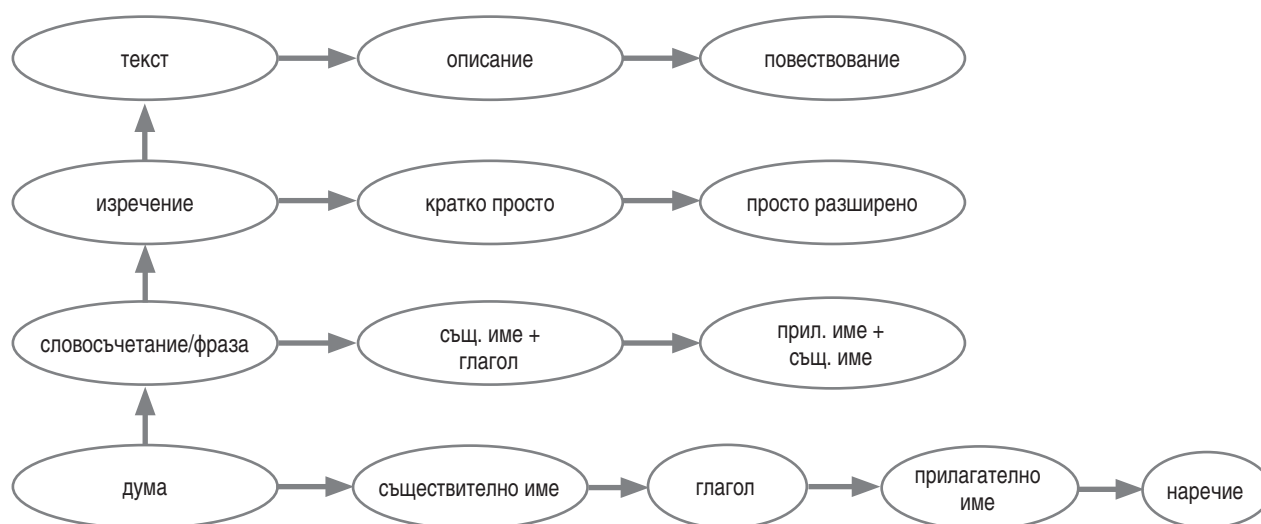 текст
описание
повествование
изречение
кратко просто
просто разширено
словосъчетание/фраза
същ. име +
глагол
прил. име +
същ. име
дума
съществително име
глагол
прилагателно
име
наречие